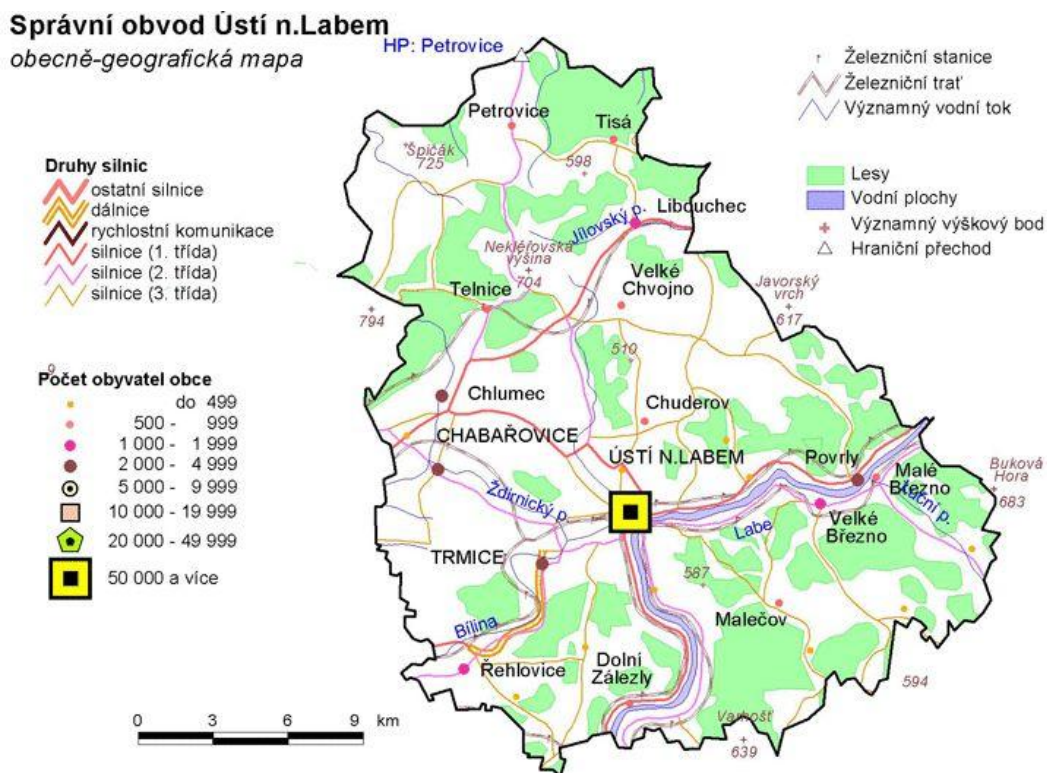 Správní obvod Ústí n.Labem
obecně-geografická mapa
HP: Petrovice
Železniční stanice
Železniční trať
Významný vodní tok
Lesy
Vodní plochy
Významný výškový bod
Hraniční přechod
Druhy silnic
ostatní silnice
dálnice
rychlostní komunikace
silnice (1. třída)
silnice (2. třída)
silnice (3. třída)
9
Počet obyvatel obce
do 499
500 - 999
1 000 - 1 999
2 000 - 4 999
5 000 - 9 999
10 000 - 19 999
20 000 - 49 999
50 000 a více
0 3 6 9 km
Petrovice
Tisá
Špičák
725
598
Libouchec
Jílovský p.
Nekléřovská
výšina
704
Velké
Chvojno
Telnice
794
Javorský
vrch
617
510
Chlumec
Chuderov
CHABAŘOVICE
ÚSTÍ N.LABEM
Povrly
Malé
Březno
Buková
Hora
683
Ždírnický p.
Labe
Velké
Březno
Luční p.
TRMICE
587
Malečov
Bílina
Řehlovice
Dolní
Zálezly
594
Varhošť
639